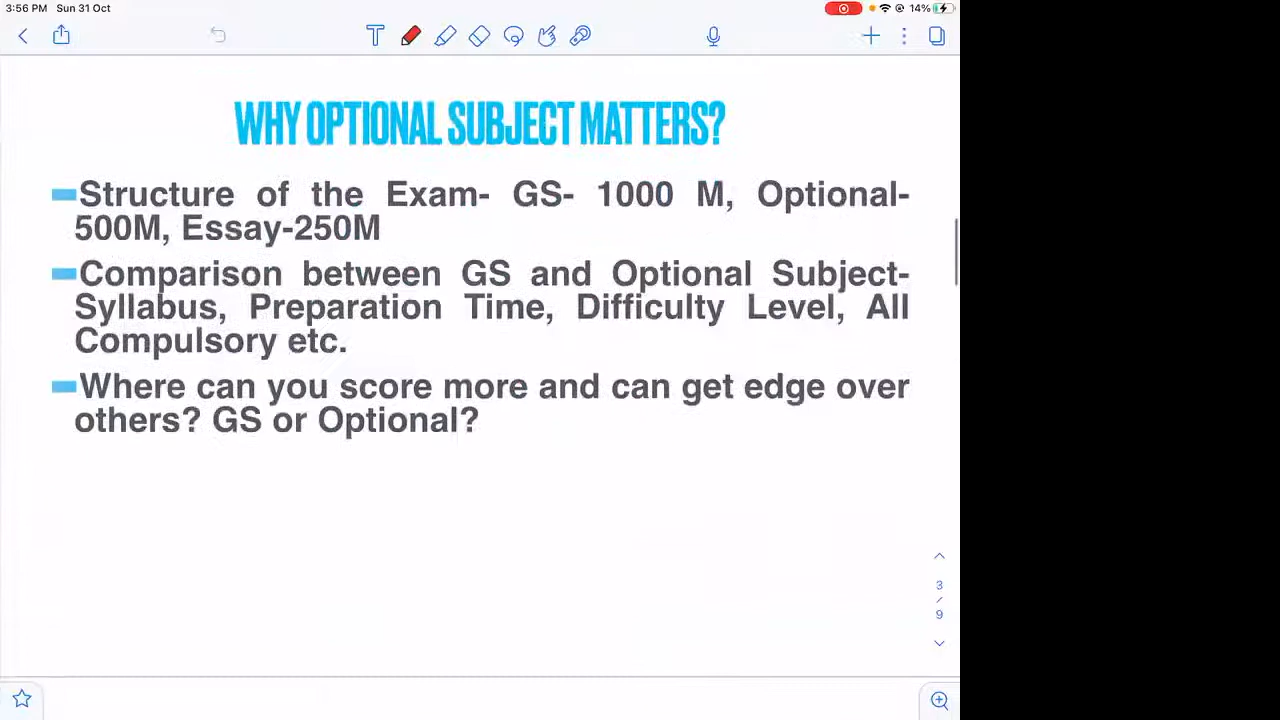 3:56 PM Sun 31 Oct
14%
T
WHY OPTIONAL SUBJECT MATTERS?
Structure of the Exam- GS- 1000 M, Optional-
500M, Essay-250M
Comparison between GS and Optional Subject-
Syllabus, Preparation Time, Difficulty Level, All
Compulsory etc.
Where can you score more and can get edge over
others? GS or Optional?
3
/
9